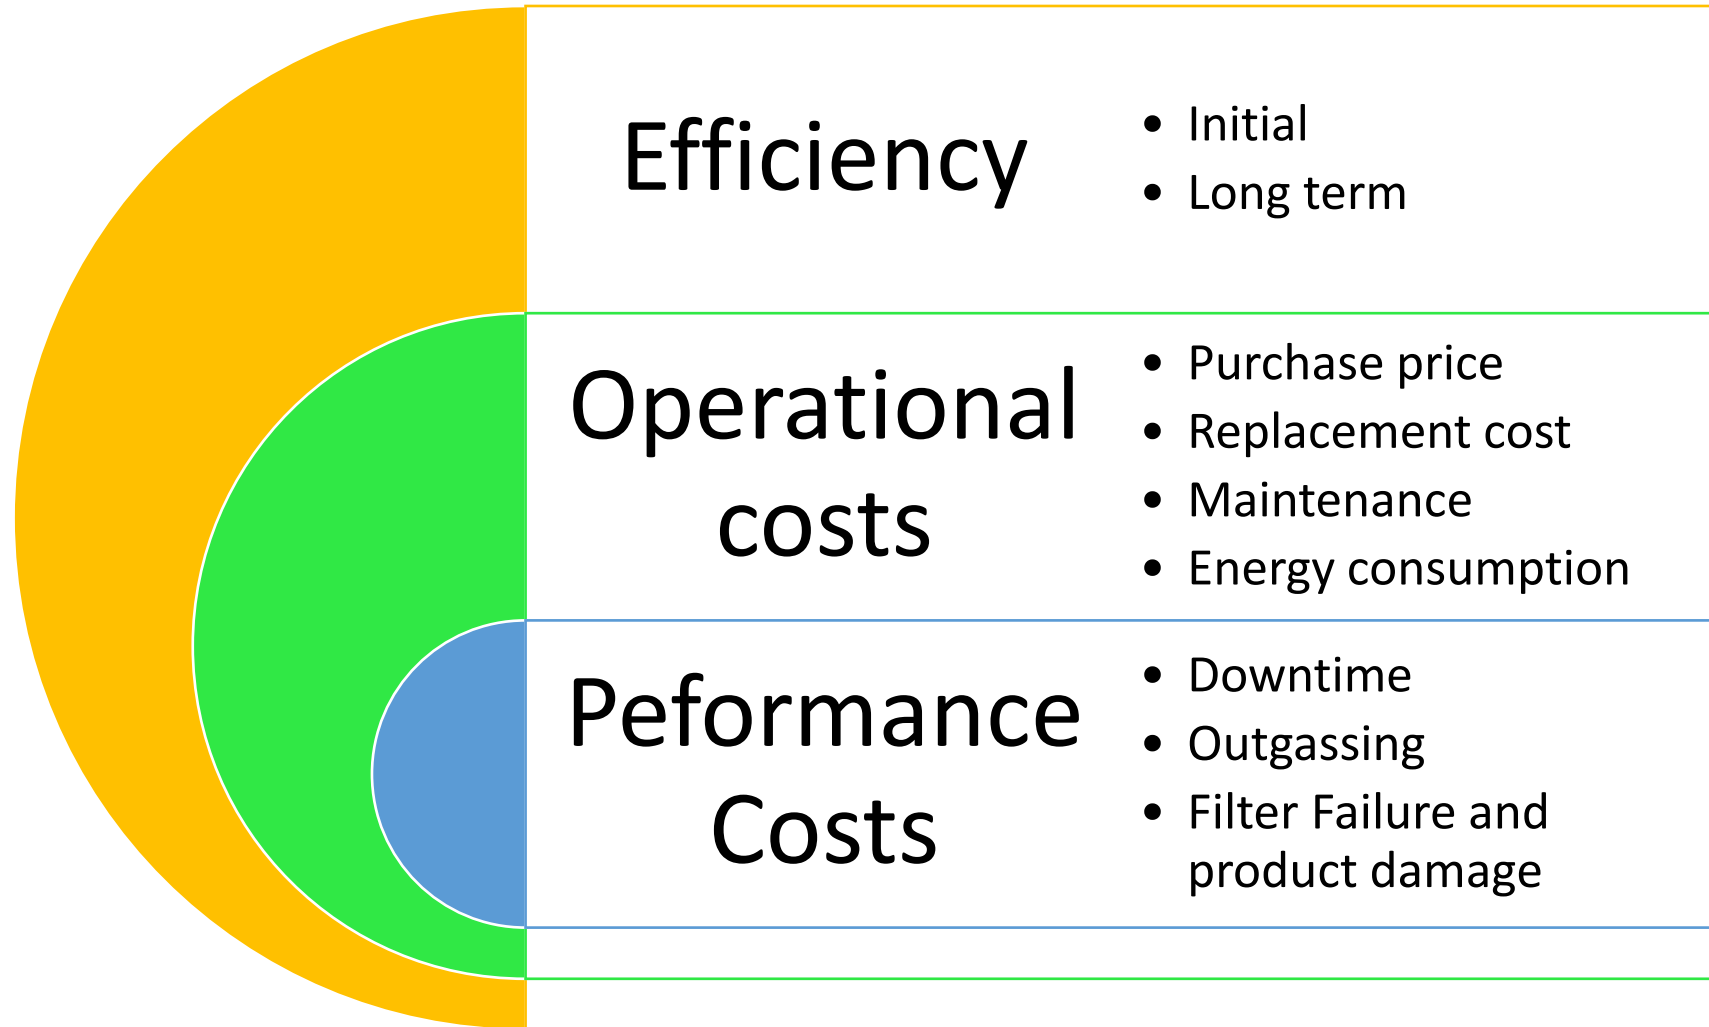 Efficiency
• Initial
• Long term
Operational
costs
• Purchase price
• Replacement cost
• Maintenance
• Energy consumption
Peformance
Costs
• Downtime
• Outgassing
• Filter Failure and
product damage